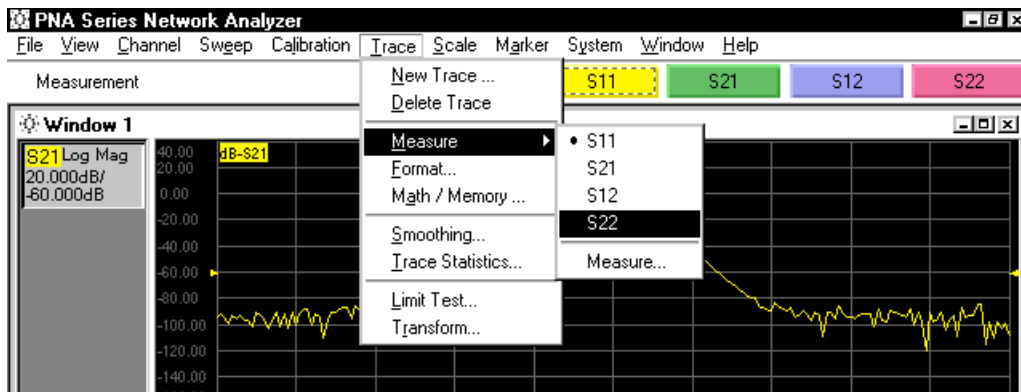 PNA Series Network Analyzer
File View Channel Sweep Calibration Trace Scale Marker System Window Help
Measurement
S11 S21 S12 S22
New Trace ...
Delete Trace
Measure
Format...
Math / Memory ...
Smoothing...
Trace Statistics...
Limit Test...
Transform...
S11
S21
S12
S22
Measure...
Window 1
S21 Log Mag
20.000dB/
-60.000dB
dB-S21
40.00
20.00
0.00
-20.00
-40.00
-60.00
-80.00
-100.00
-120.00
-140.00